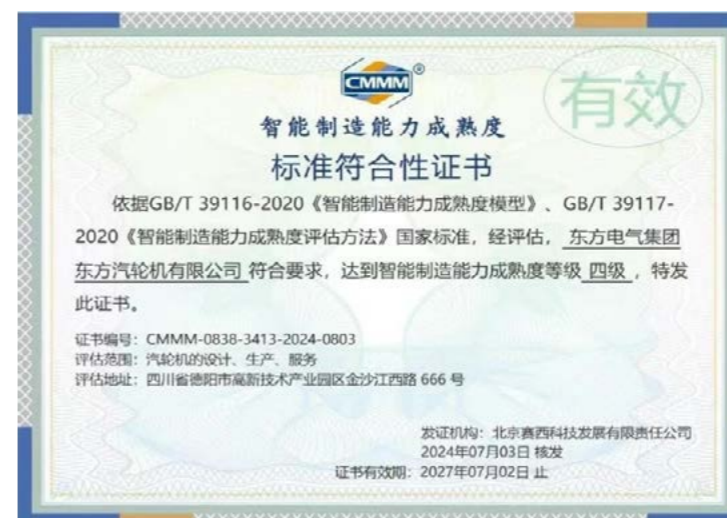 CMMM®
有效
智能制造能力成熟度
标准符合性证书
依据GB/T 39116-2020《智能制造能力成熟度模型》、GB/T 39117-
2020《智能制造能力成熟度评估方法》国家标准，经评估，东方电气集团
东方汽轮机有限公司 符合要求，达到智能制造能力成熟度等级 四级 ，特发
此证书。
证书编号：CMMM-0838-3413-2024-0803
评估范围：汽轮机的设计、生产、服务
评估地址：四川省德阳市高新技术产业园区金沙江西路 666 号
发证机构：北京赛西科技发展有限责任公司
2024年07月03日 核发
证书有效期：2027年07月02日 止